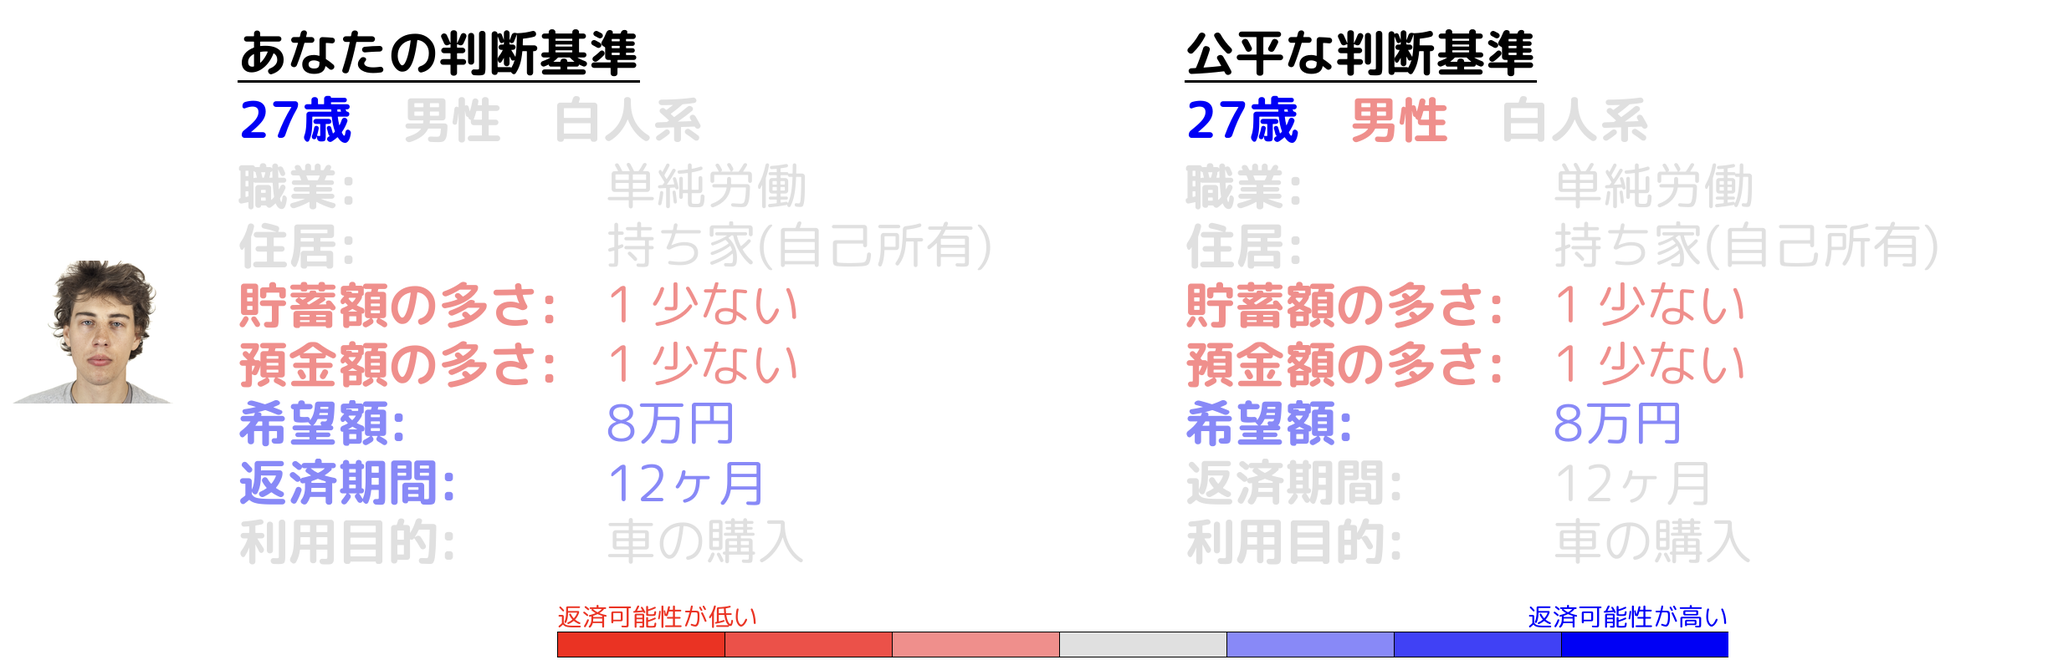 あなたの判断基準
27歳 男性 白人系
職業: 単純労働
住居: 持ち家(自己所有)
貯蓄額の多さ: 1 少ない
預金額の多さ: 1 少ない
希望額: 8万円
返済期間: 12ヶ月
利用目的: 車の購入
公平な判断基準
27歳 男性 白人系
職業: 単純労働
住居: 持ち家(自己所有)
貯蓄額の多さ: 1 少ない
預金額の多さ: 1 少ない
希望額: 8万円
返済期間: 12ヶ月
利用目的: 車の購入
返済可能性が低い
返済可能性が高い